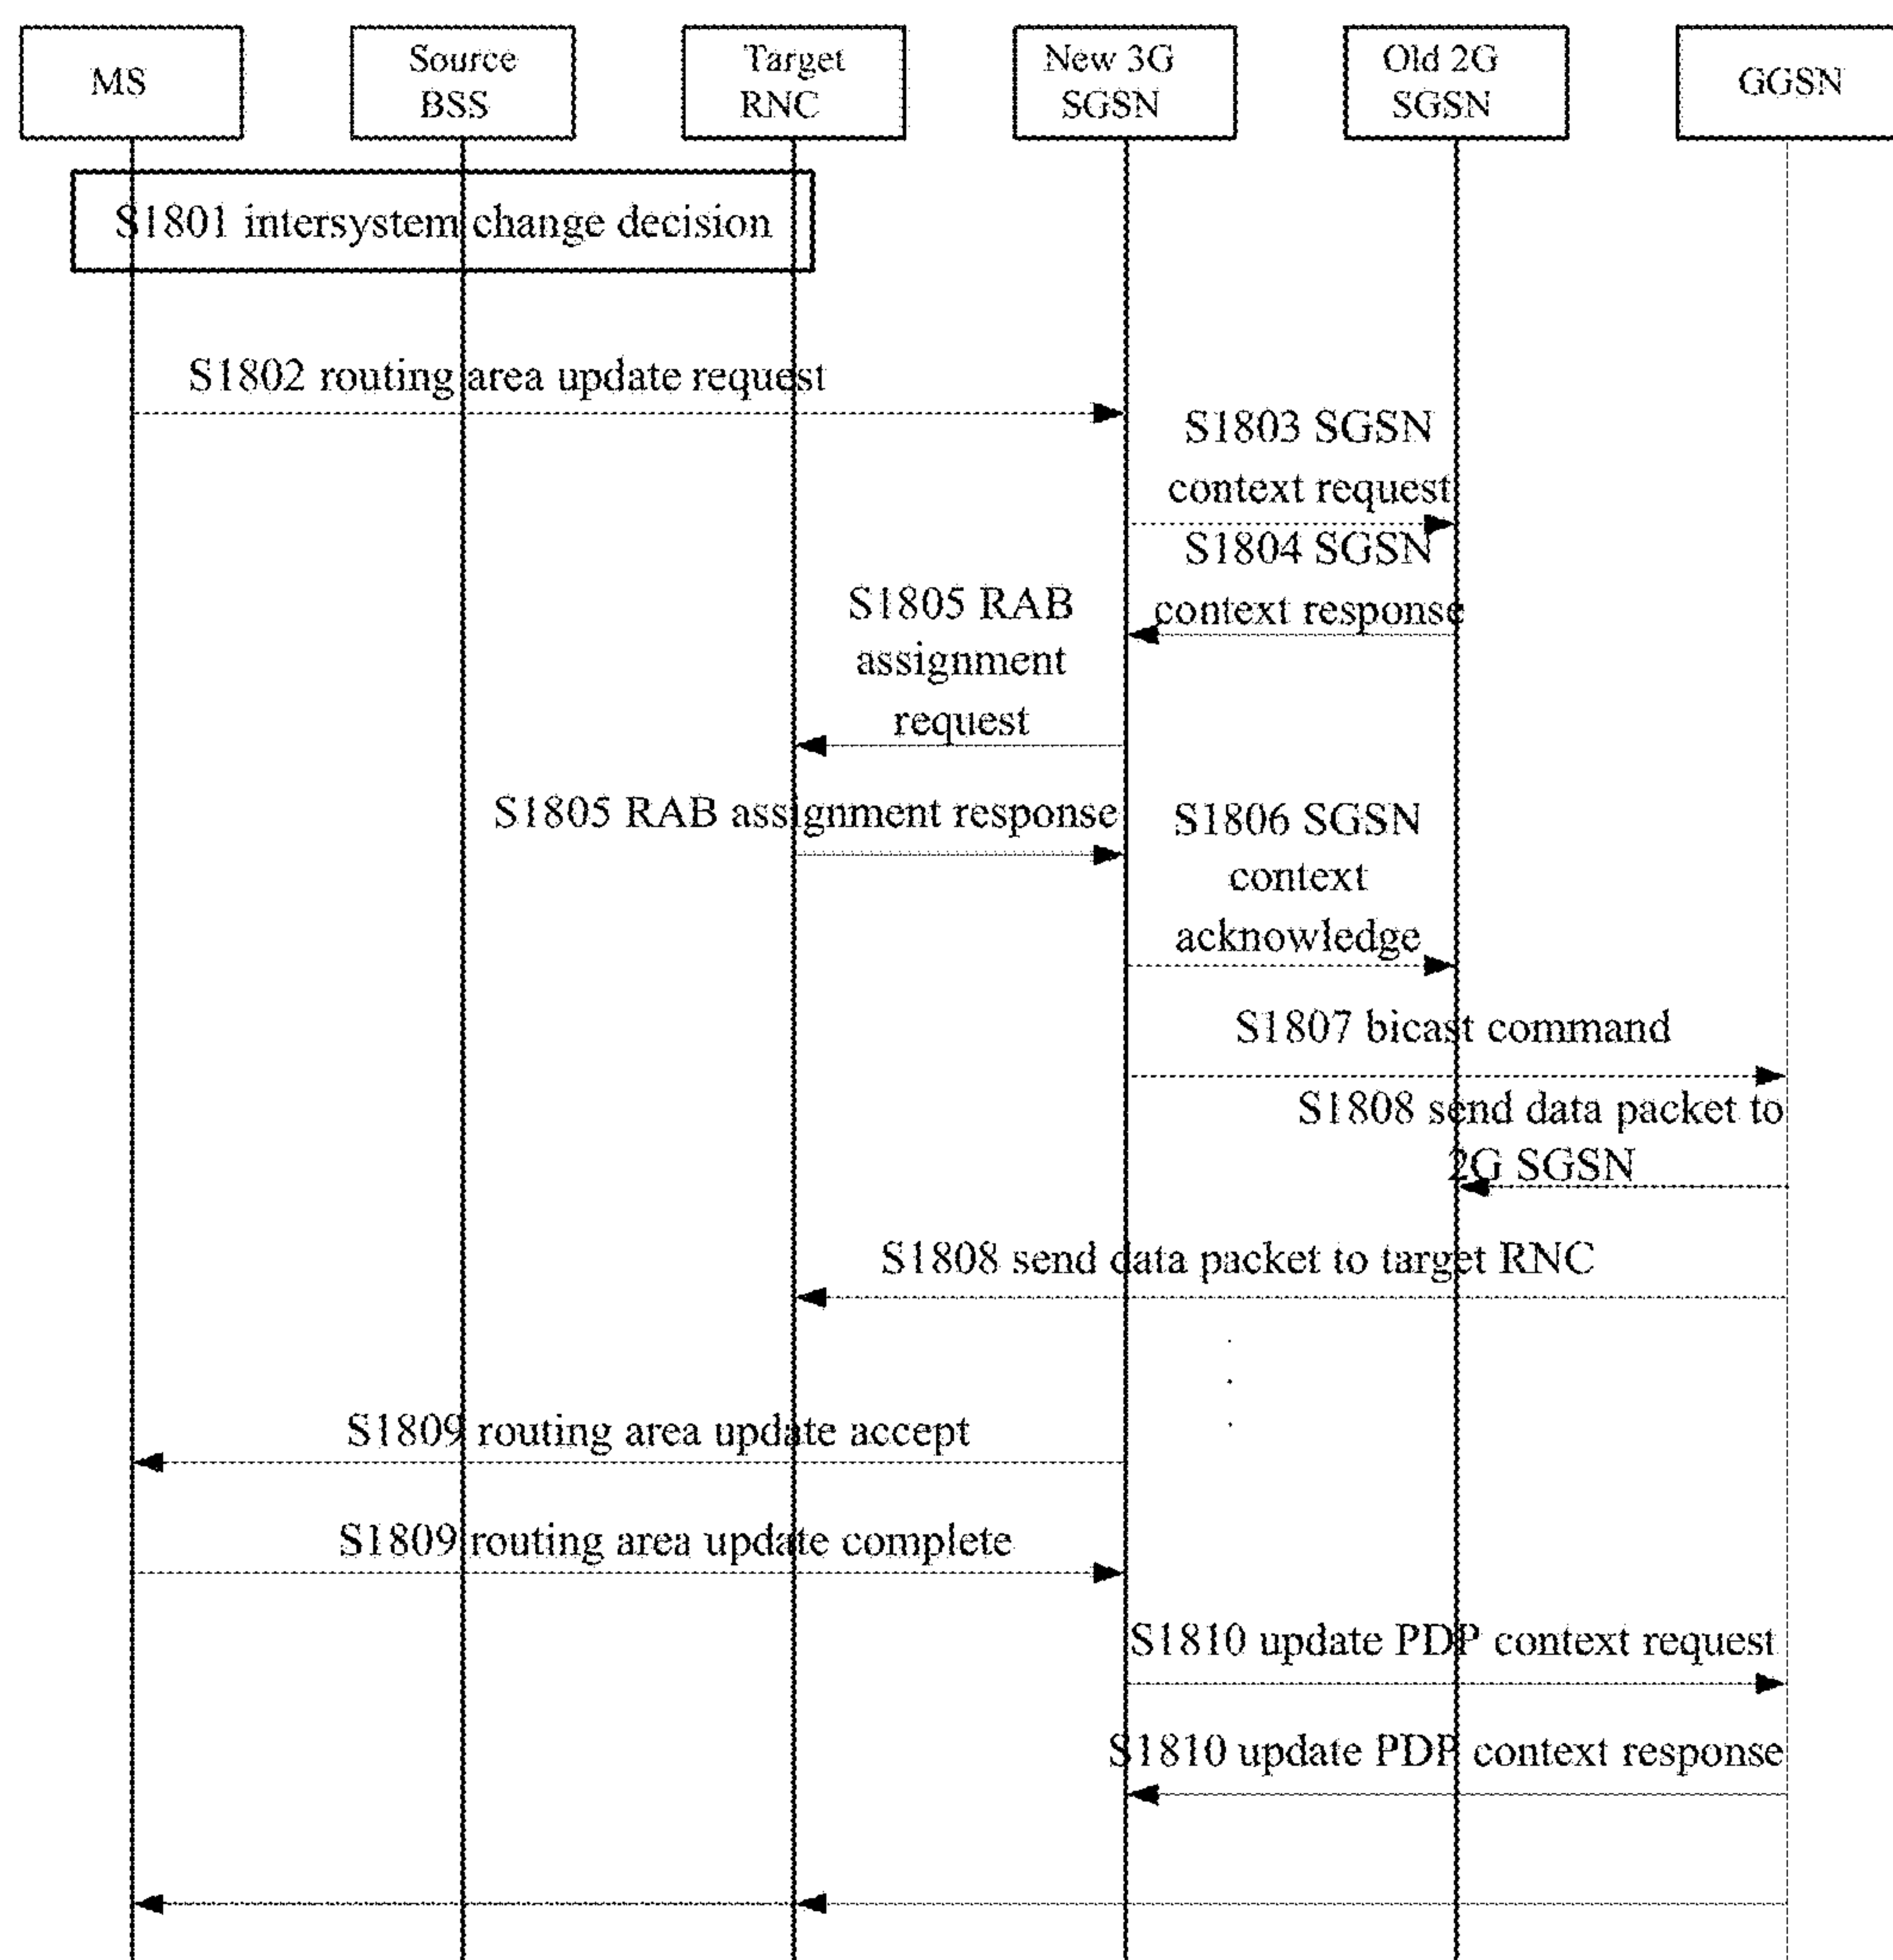 MS
Source
BSS
Target
RNC
New 3G
SGSN
Old 2G
SGSN
GGSN
S1801 intersystem change decision
S1802 routing area update request
S1803 SGSN
context request
S1804 SGSN
context response
S1805 RAB
assignment
request
S1805 RAB assignment response
S1806 SGSN
context
acknowledge
S1807 bicast command
S1808 send data packet to
2G SGSN
S1808 send data packet to target RNC
S1809 routing area update accept
S1809 routing area update complete
S1810 update PDP context request
S1810 update PDP context response